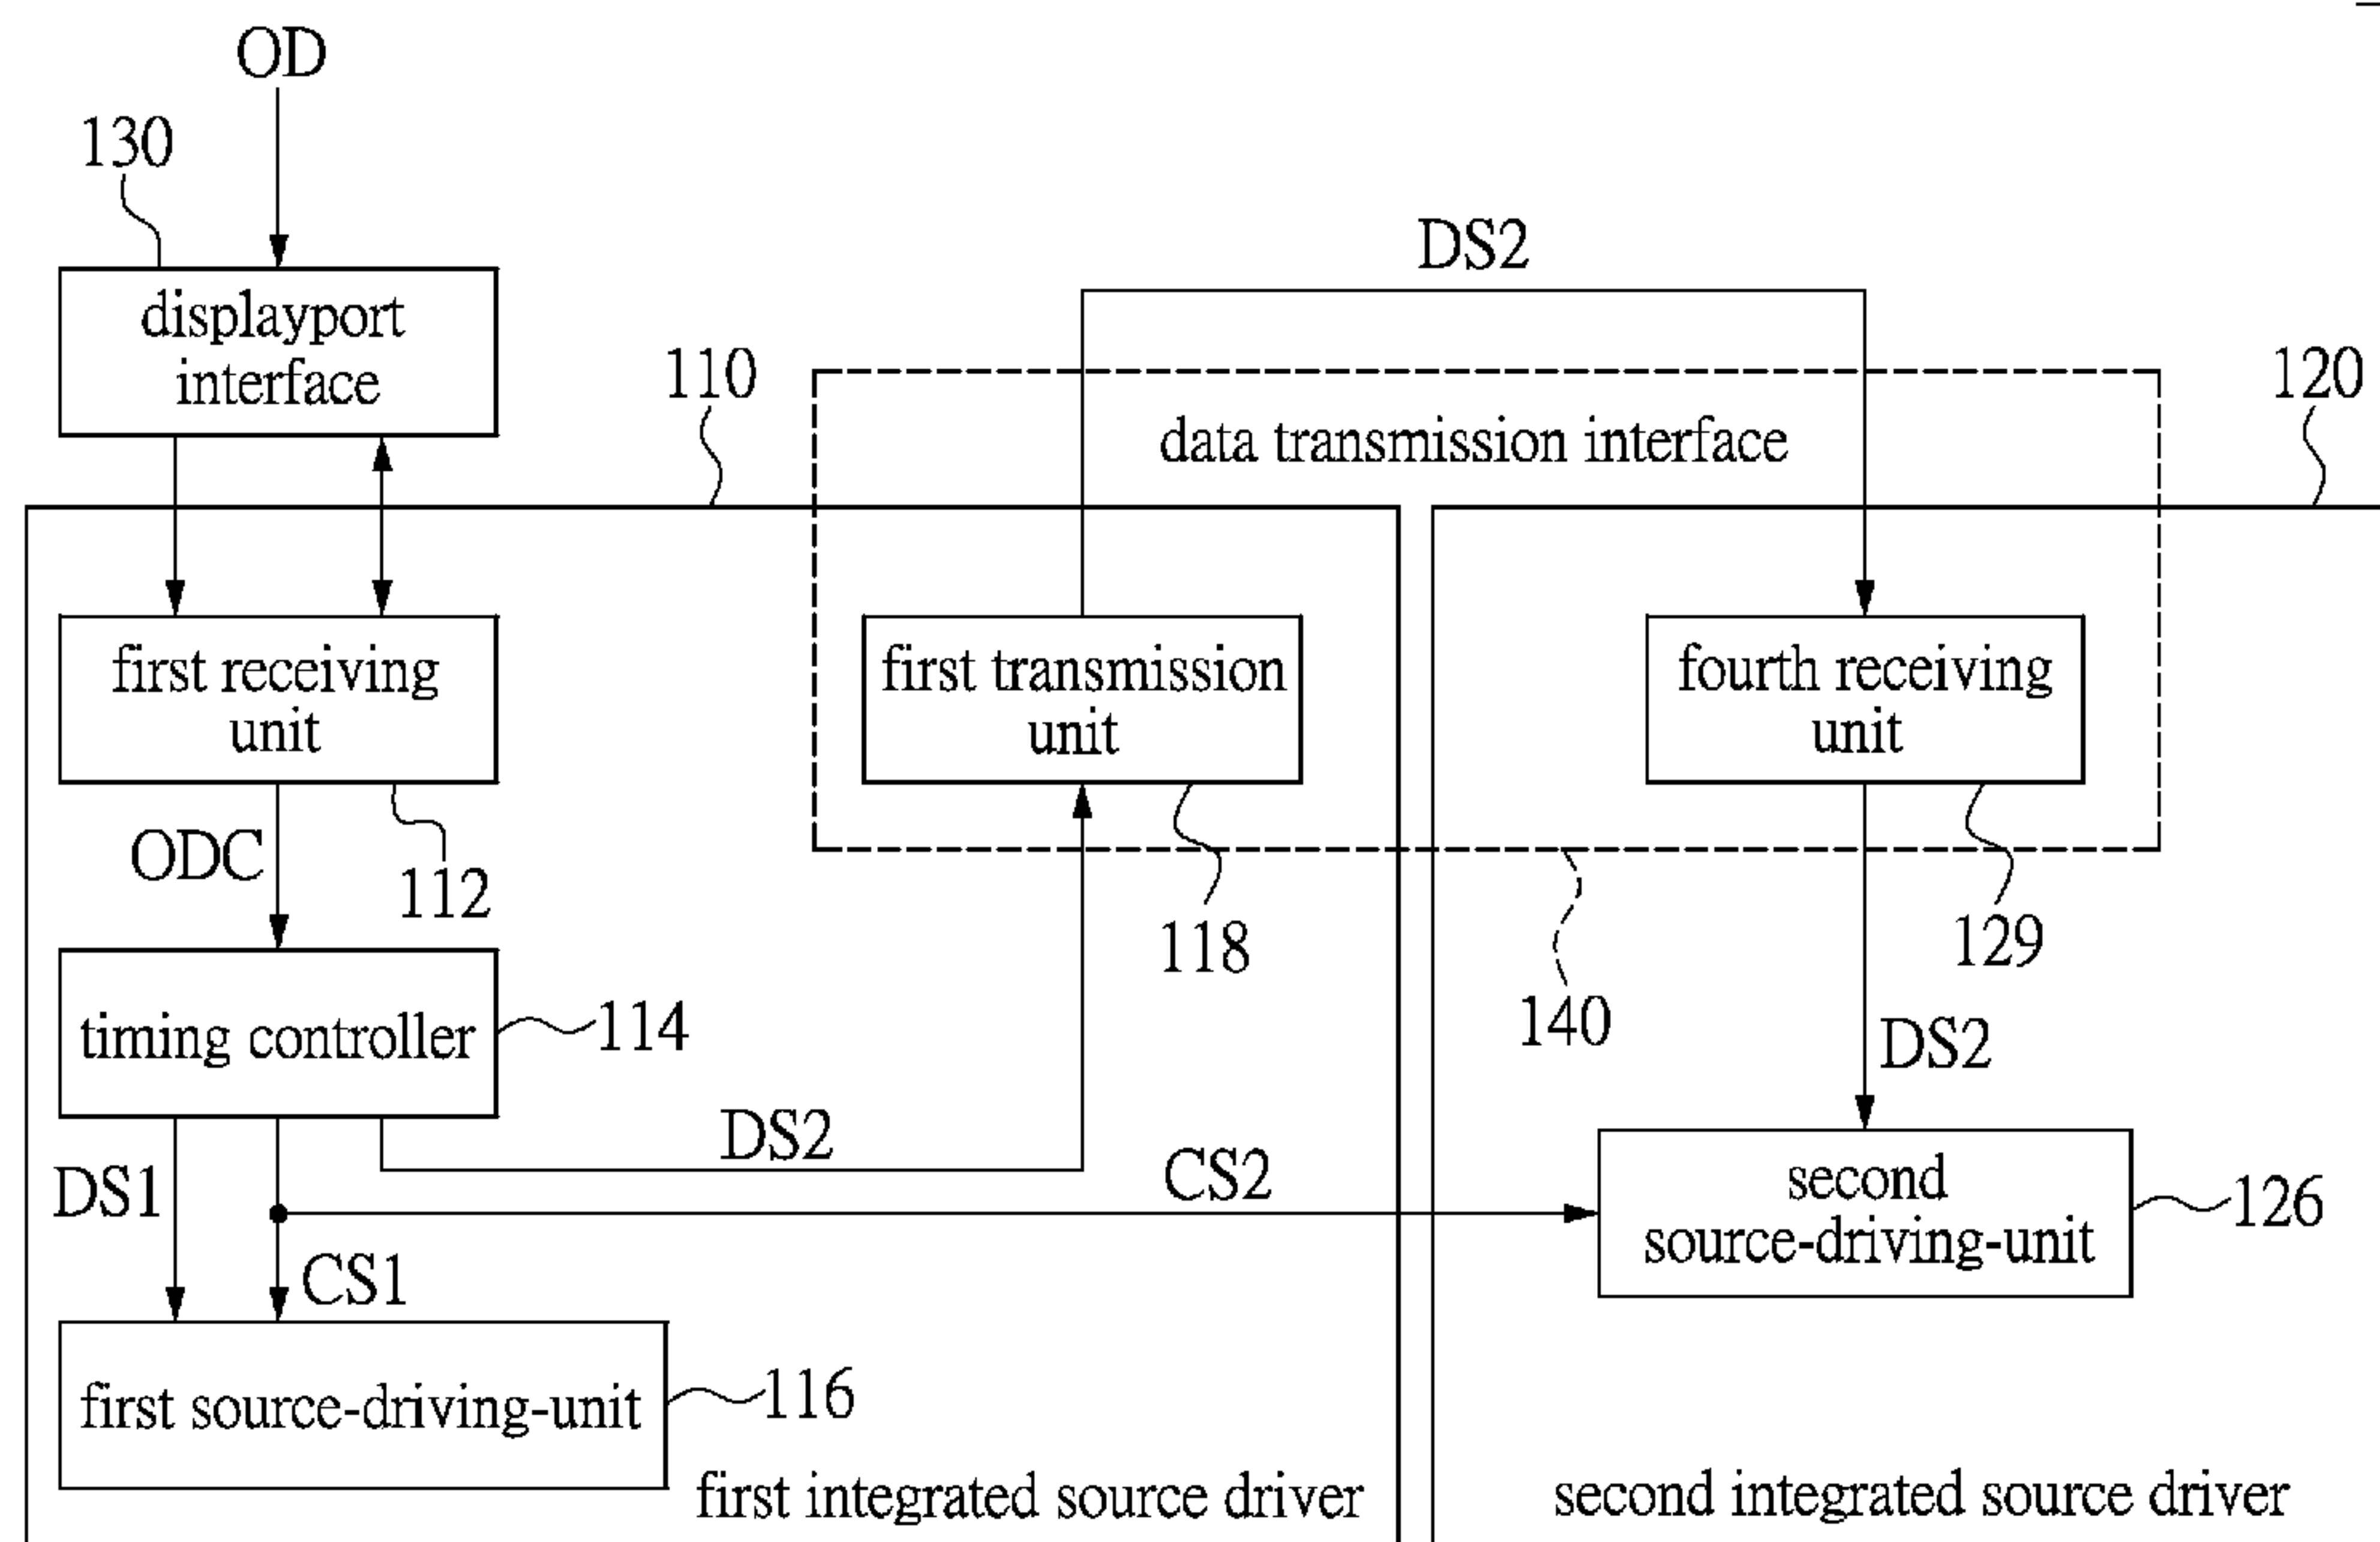 OD
130
displayport
interface
DS2
110
120
data transmission interface
first receiving
unit
first transmission
unit
fourth receiving
unit
ODC
112
118
129
timing controller
114
140
DS2
DS2
CS2
DS1
CS1
second
source-driving-unit
126
first source-driving-unit
116
first integrated source driver
second integrated source driver